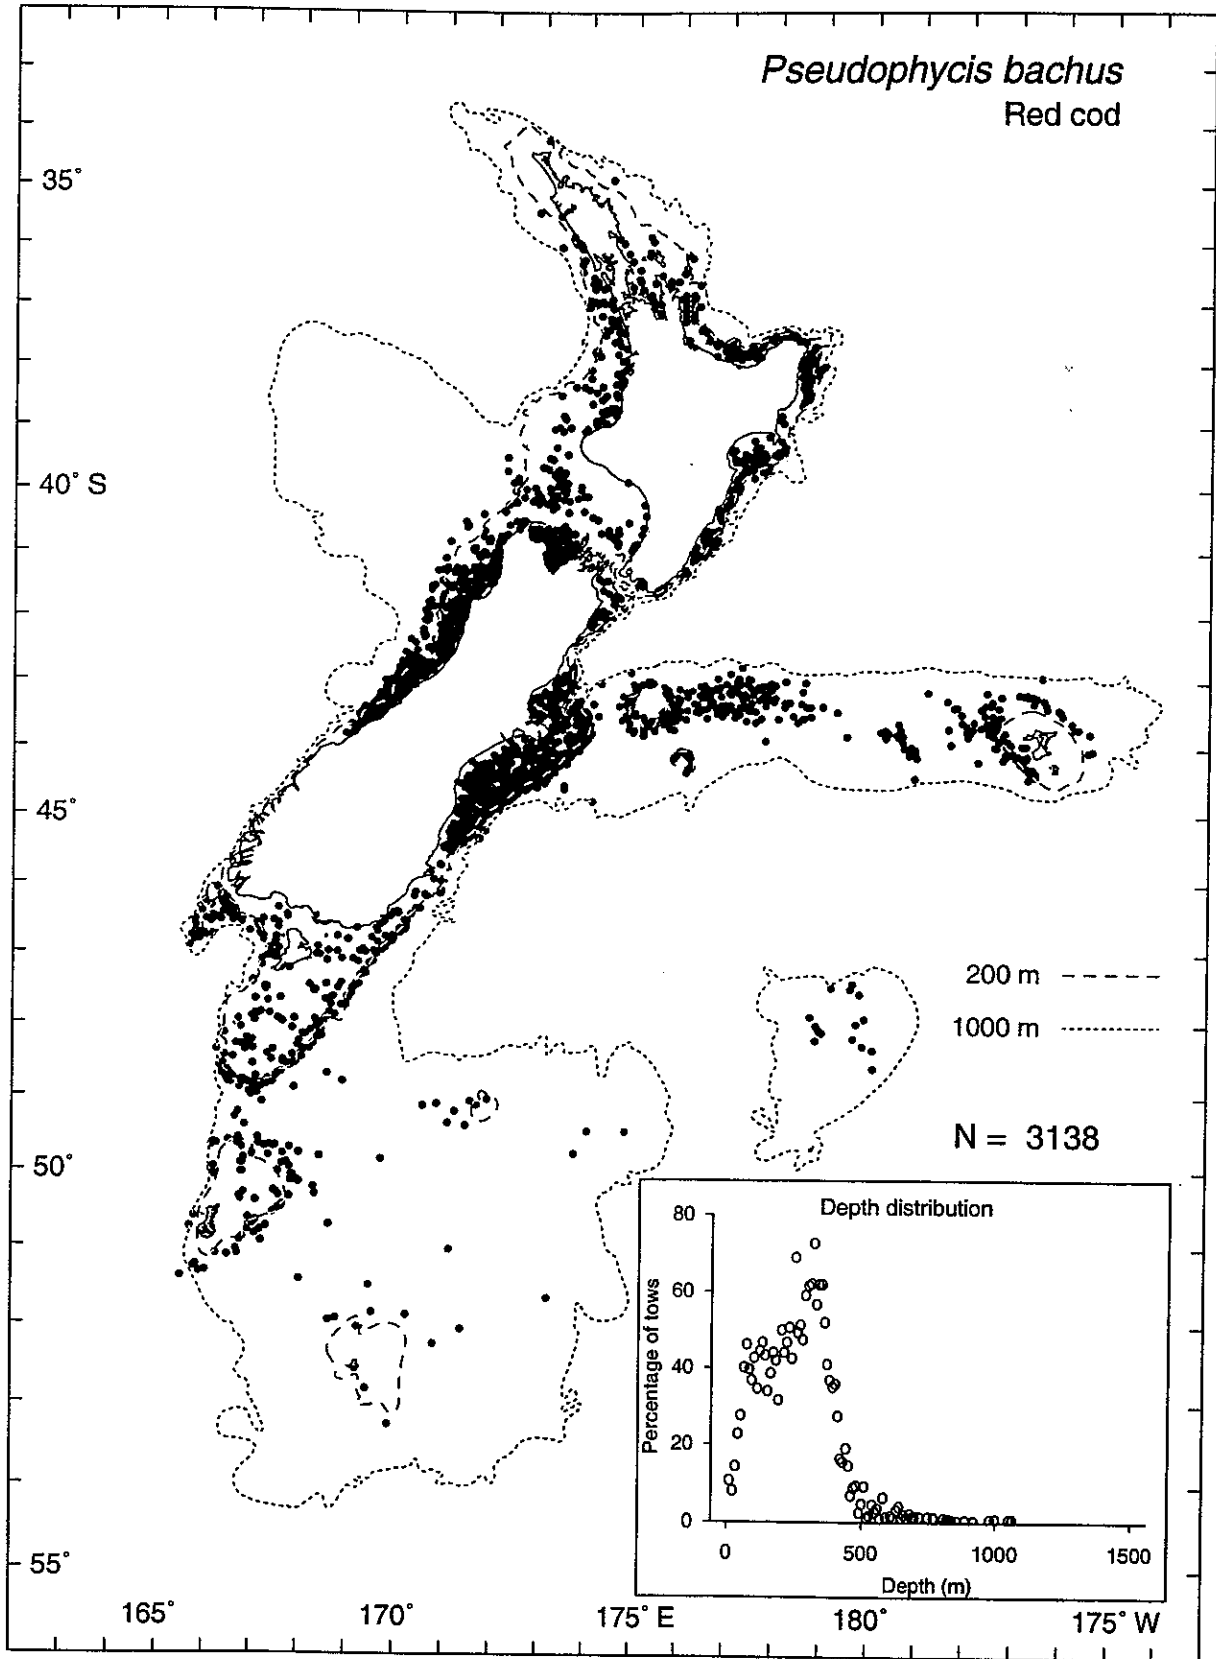 Pseudophycis bachus
Red cod
35°
40° S
45°
50°
55°
200 m
1000 m
N = 3138
Depth distribution
80
60
40
20
0
Percentage of tows
0 500 1000 1500
Depth (m)
165° 170° 175° E 180° 175° W